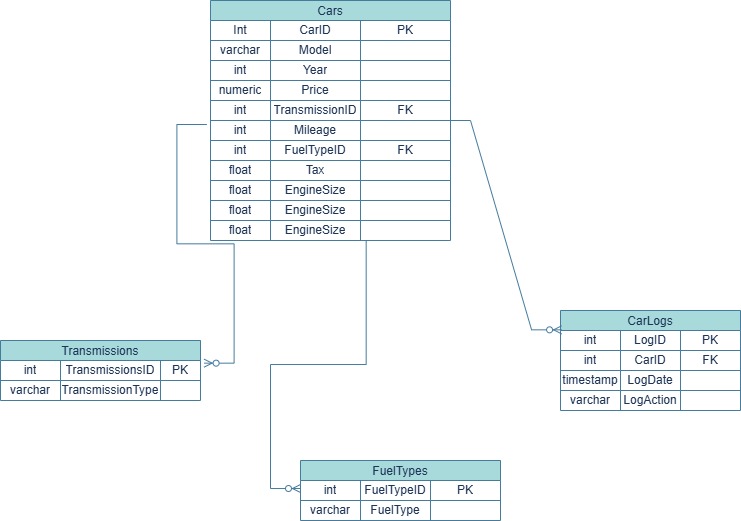 Cars
Int CarID PK
varchar Model
int Year
numeric Price
int TransmissionID FK
int Mileage
int FuelTypeID FK
float Tax
float EngineSize
float EngineSize
float EngineSize
CarLogs
int LogID PK
int CarID FK
timestamp LogDate
varchar LogAction
Transmissions
int TransmissionsID PK
varchar TransmissionType
FuelTypes
int FuelTypeID PK
varchar FuelType